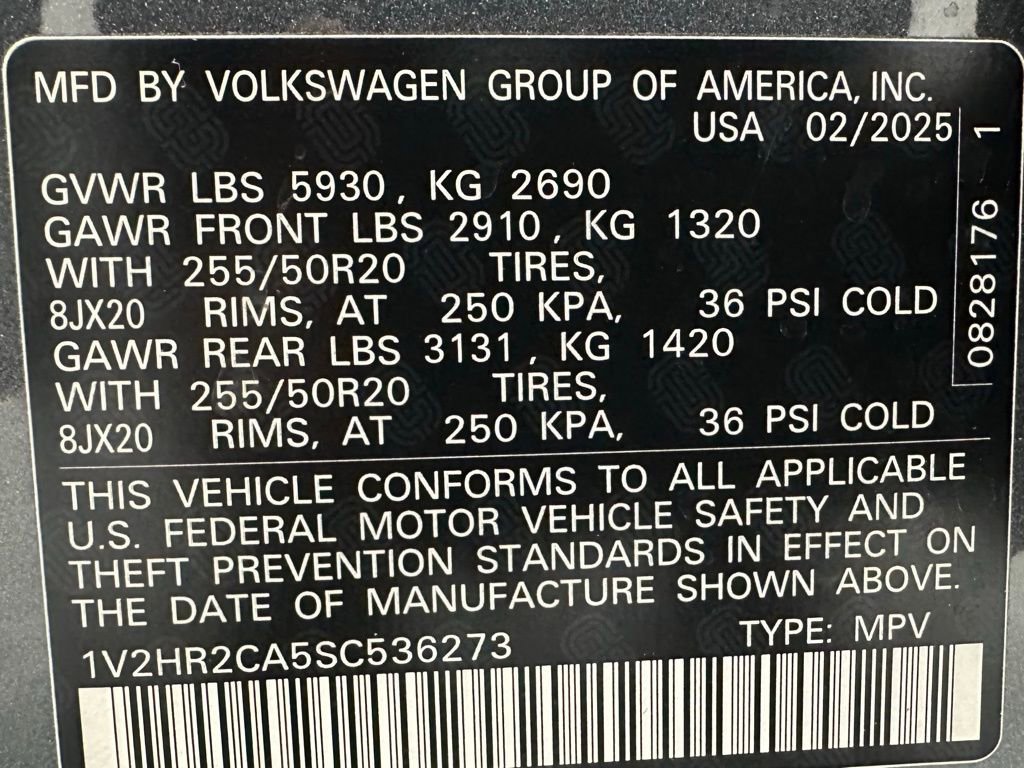 MFD BY VOLKSWAGEN GROUP OF AMERICA, INC.
USA 02/2025
GVWR LBS 5930, KG 2690
GAWR FRONT LBS 2910, KG 1320
WITH 255/50R20 TIRES,
8JX20 RIMS, AT 250 KPA, 36 PSI COLD
GAWR REAR LBS 3131, KG 1420
WITH 255/50R20 TIRES,
8JX20 RIMS, AT 250 KPA, 36 PSI COLD
0828176 1
THIS VEHICLE CONFORMS TO ALL APPLICABLE
U.S. FEDERAL MOTOR VEHICLE SAFETY AND
THEFT PREVENTION STANDARDS IN EFFECT ON
THE DATE OF MANUFACTURE SHOWN ABOVE.
1V2HR2CA5SC536273 TYPE: MPV